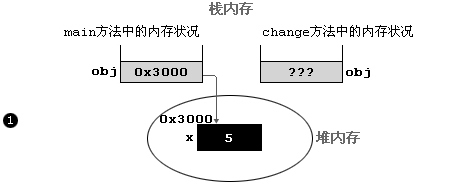 栈内存
main方法中的内存状况 change方法中的内存状况
obj 0x3000 ??? obj
❶
0x3000
x 5 堆内存